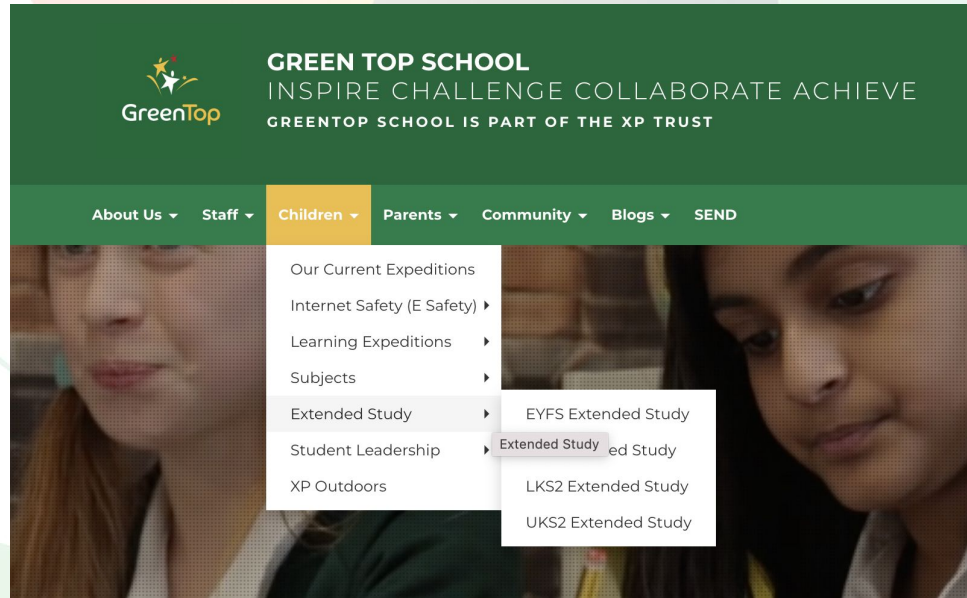 GreenTop
GREEN TOP SCHOOL
INSPIRE CHALLENGE COLLABORATE ACHIEVE
GREENTOP SCHOOL IS PART OF THE XP TRUST
About Us Staff Children Parents Community Blogs SEND
Our Current Expeditions
Internet Safety (E Safety)
Learning Expeditions
Subjects
Extended Study
Student Leadership
XP Outdoors
EYFS Extended Study
Extended Study
ed Study
LKS2 Extended Study
UKS2 Extended Study